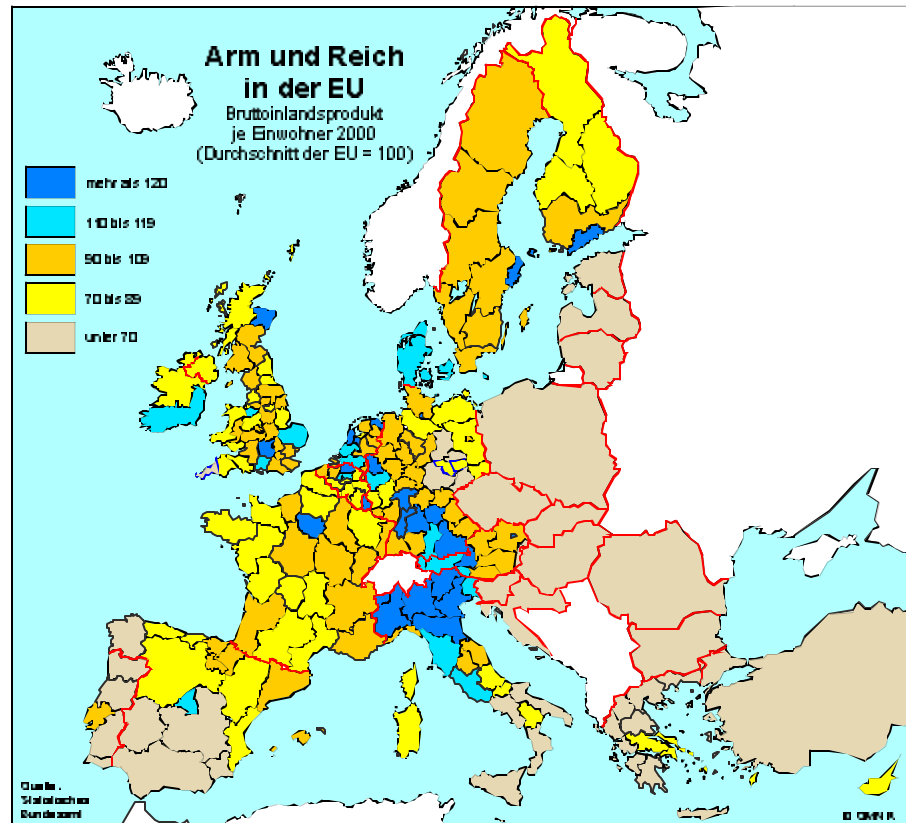 Arm und Reich
in der EU
Bruttoinlandsprodukt
je Einwohner 2000
(Durchschnitt der EU = 100)
mehr als 120
110 bis 119
90 bis 109
70 bis 89
unter 70
Quelle:
Statistisches
Bundesamt